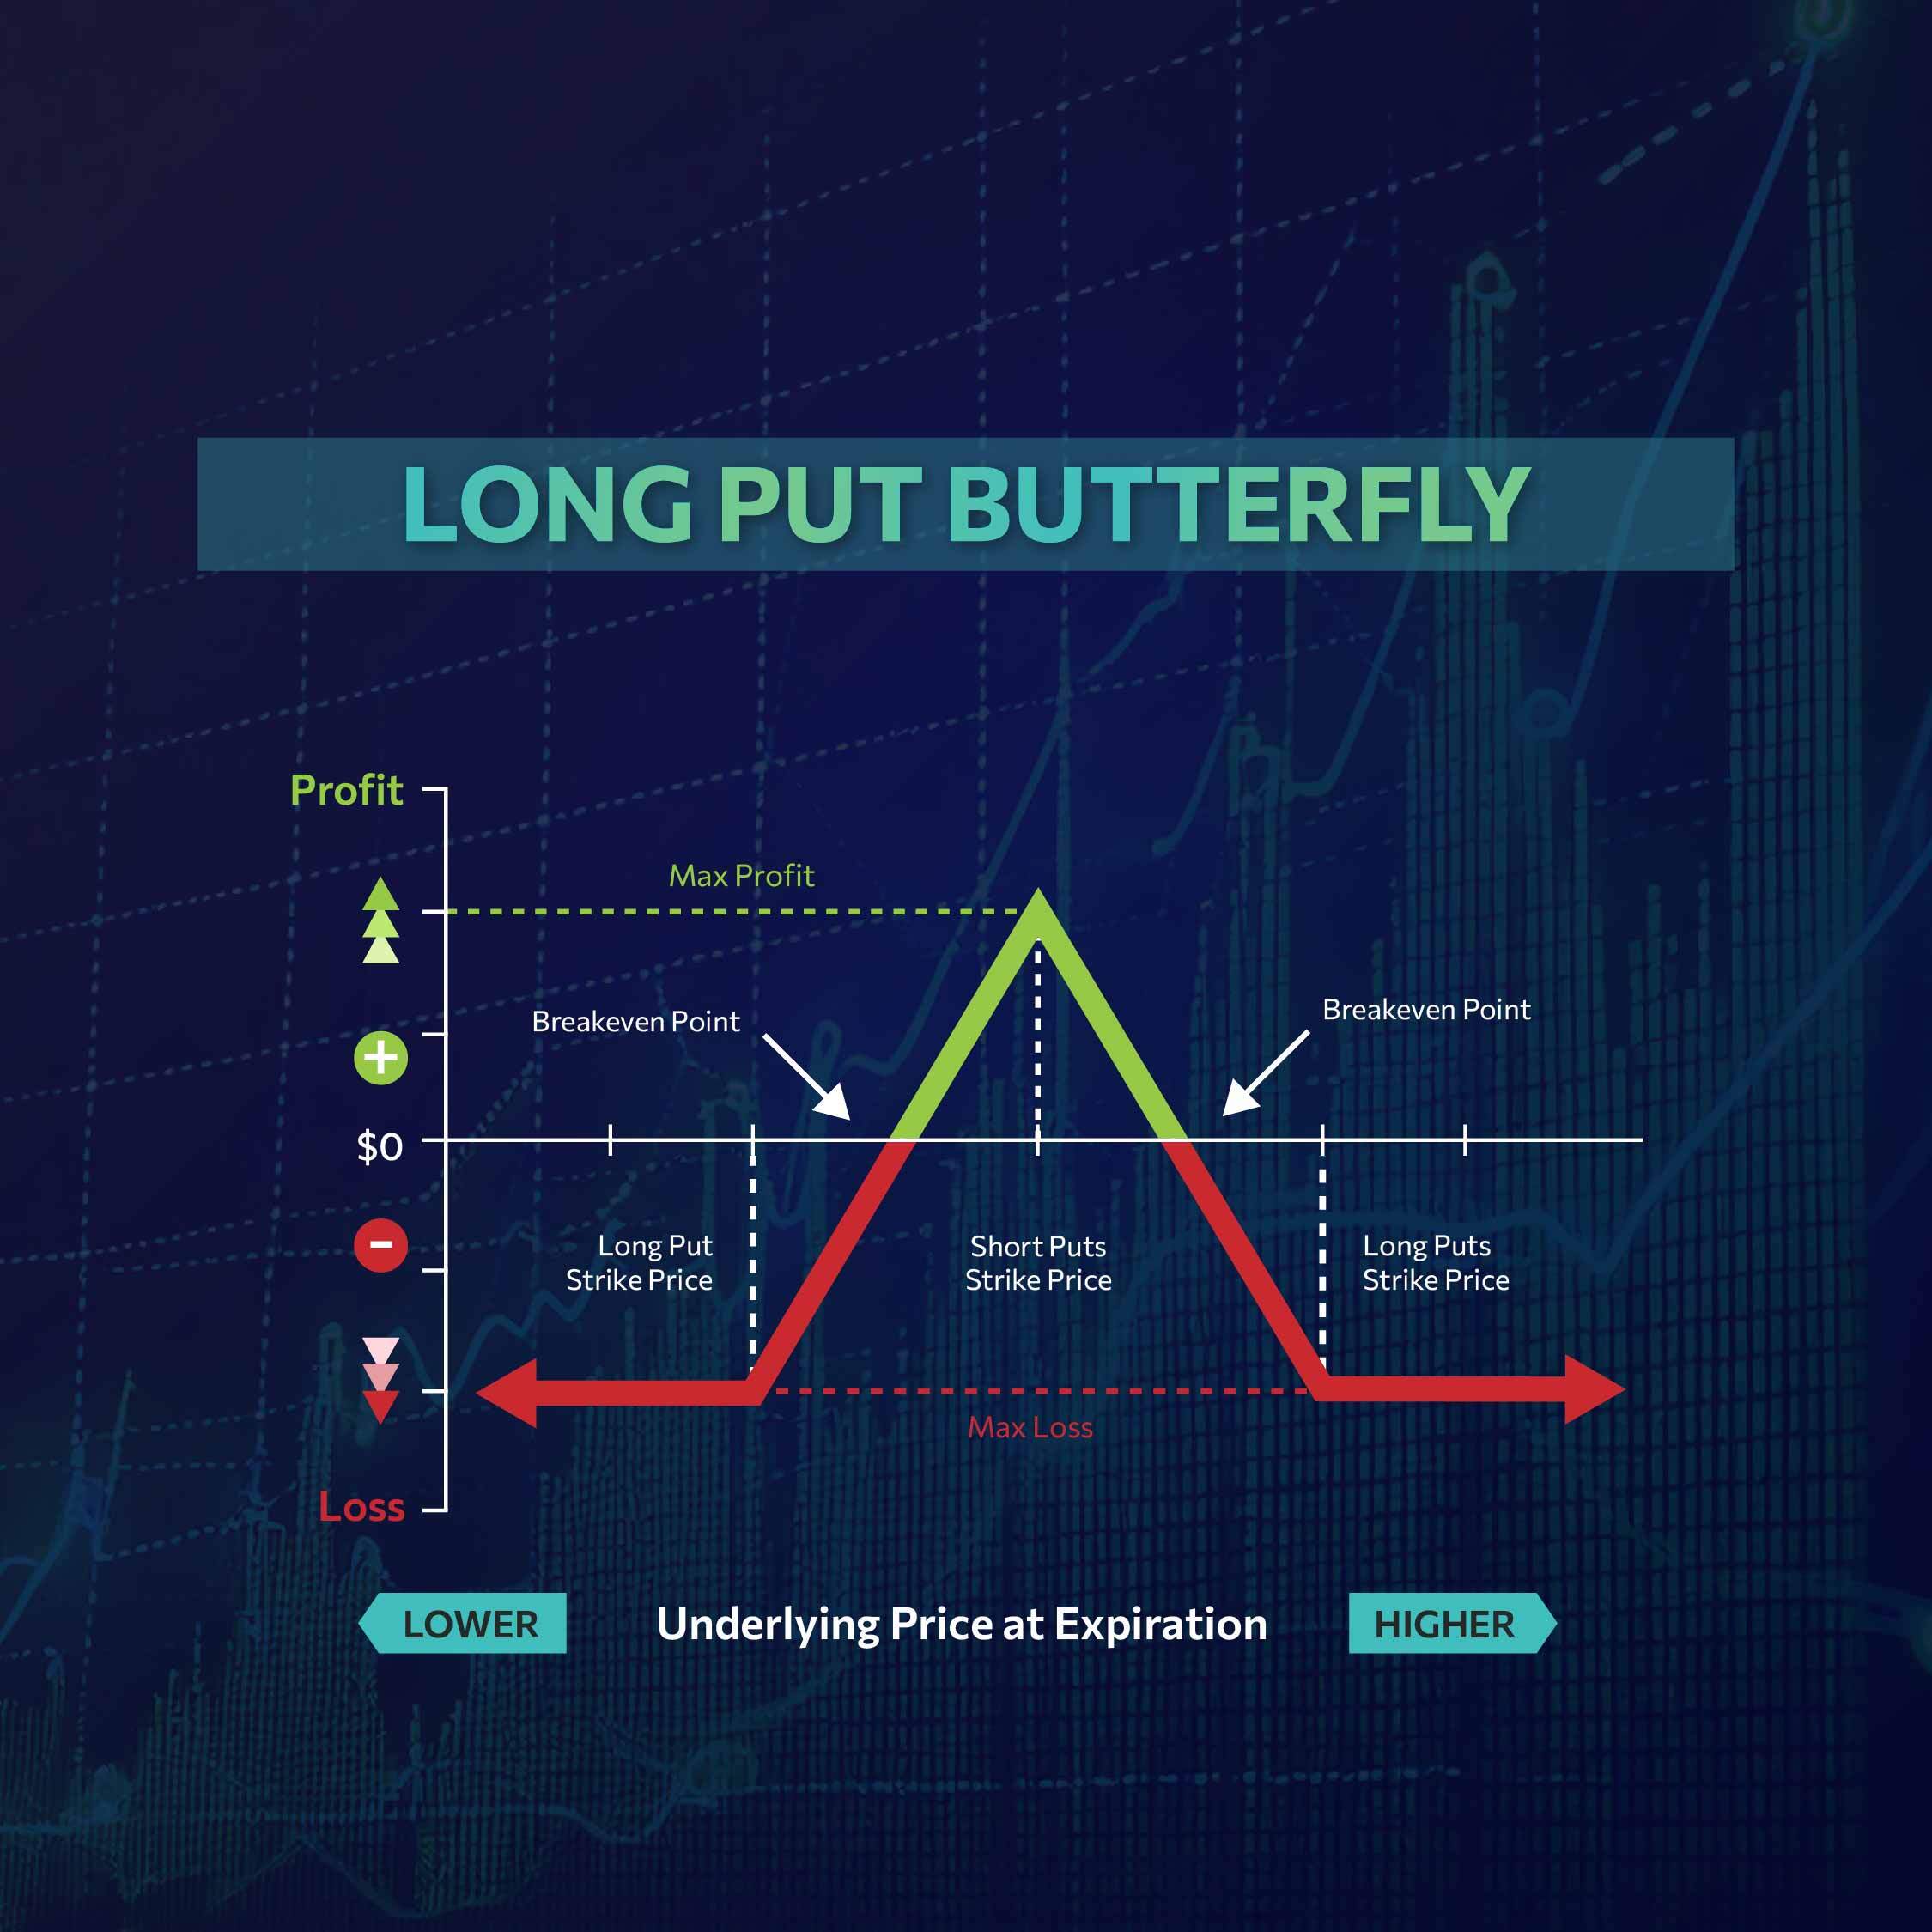 LONG PUT BUTTERFLY
Profit
Max Profit
Breakeven Point
Breakeven Point
+
$0
-
Long Put
Strike Price
Short Puts
Strike Price
Long Puts
Strike Price
Max Loss
Loss
LOWER
Underlying Price at Expiration
HIGHER